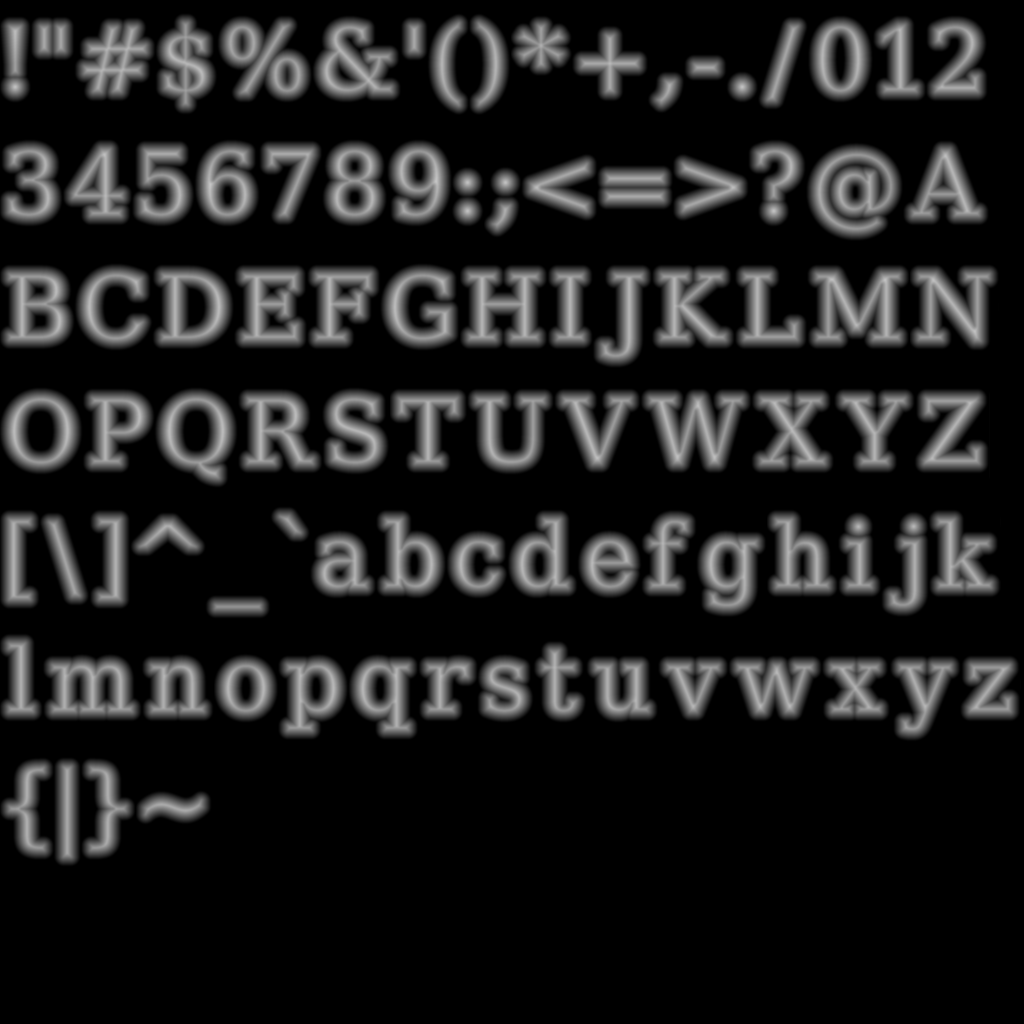 !"#$%&'()*+,-./012
3456789:;<=>?@A
BCDEFGHIJKLMN
OPQRSTUVWXYZ
[\]^_`abcdefghijk
lmnopqrstuvwxyz
{|}~